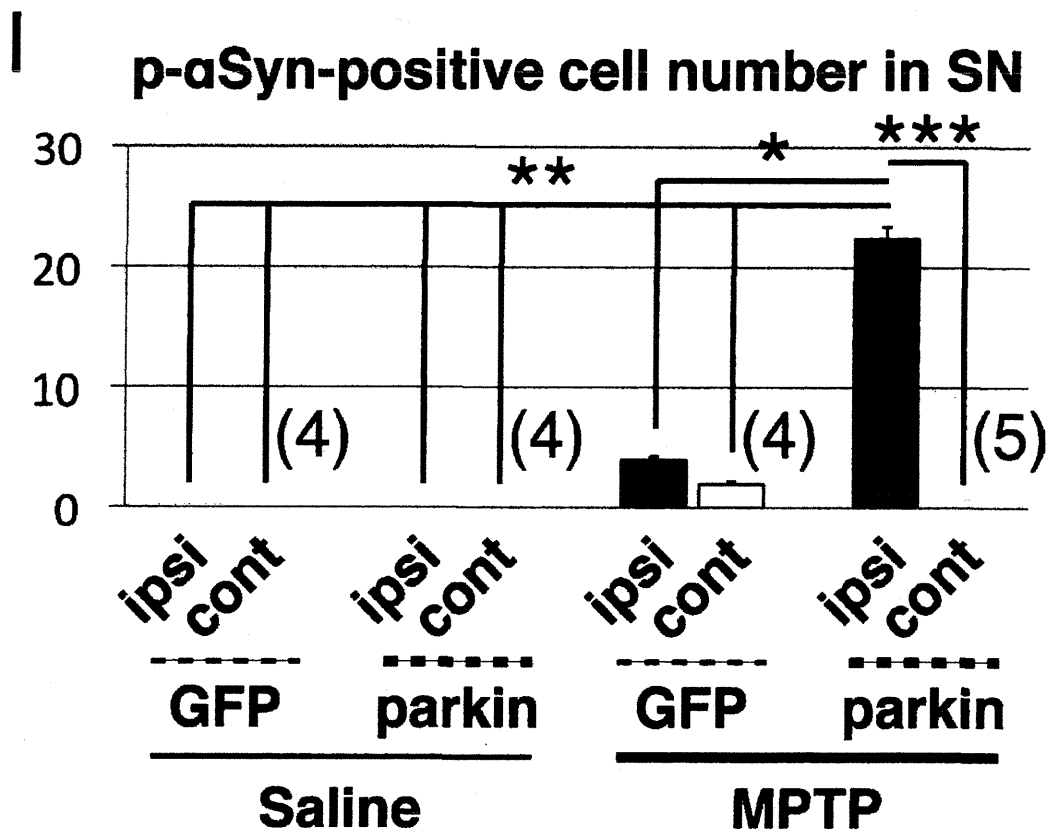 I
p-αSyn-positive cell number in SN
30
20
10
0
** * ***
(4) (4) (4) (5)
ipsi cont ipsi cont ipsi cont ipsi cont
GFP parkin GFP parkin
Saline MPTP